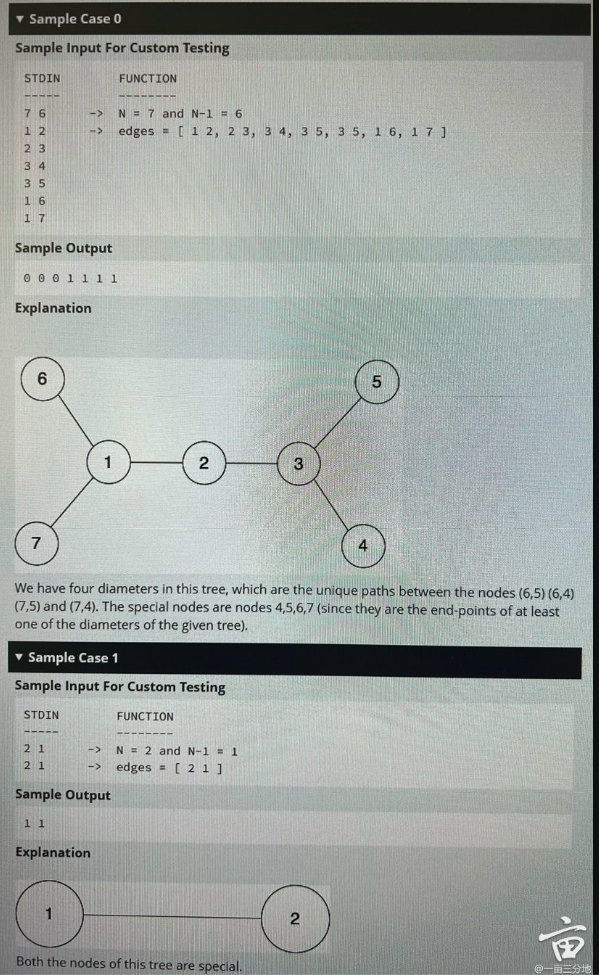 ▼ Sample Case 0
Sample Input For Custom Testing
STDIN FUNCTION
----- --------
7 6 -> N = 7 and N-1 = 6
1 2 -> edges = [ 1 2, 2 3, 3 4, 3 5, 3 5, 1 6, 1 7 ]
2 3
3 4
3 5
1 6
1 7
Sample Output
0 0 0 1 1 1 1
Explanation
6
5
1
2
3
7
4
We have four diameters in this tree, which are the unique paths between the nodes (6,5) (6,4)
(7,5) and (7,4). The special nodes are nodes 4,5,6,7 (since they are the end-points of at least
one of the diameters of the given tree).
▼ Sample Case 1
Sample Input For Custom Testing
STDIN FUNCTION
----- --------
2 1 -> N = 2 and N-1 = 1
2 1 -> edges = [ 2 1 ]
Sample Output
1 1
Explanation
1
2
Both the nodes of this tree are special.
亩
@一亩三分地